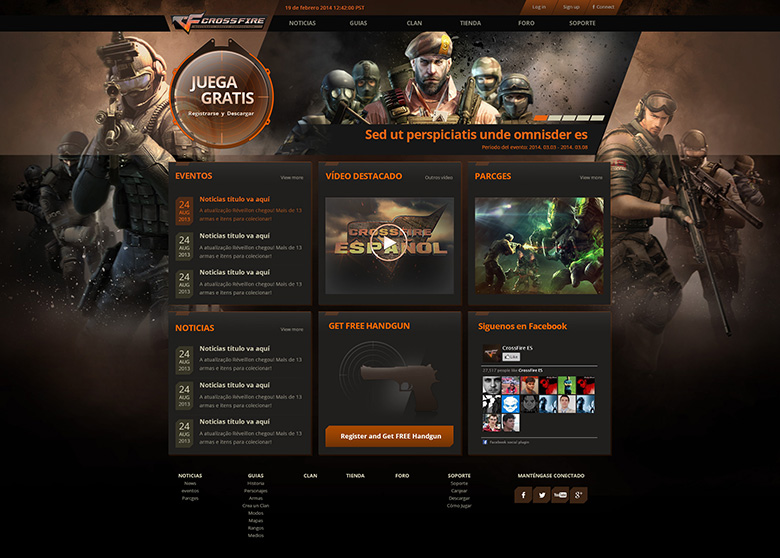 19 de febrero 2014 12:42:00 PST
Log in
Sign up
f Connect
CROSSFIRE
NOTICIAS
GUIAS
CLAN
TIENDA
FORO
SOPORTE
JUEGA
GRATIS
Registrarse y Descargar
Sed ut perspiciatis unde omnisder es
Período del evento: 2014. 03.03 - 2014. 03.08
EVENTOS
View more
24
AUG
2013
Noticias título va aquí
A atualização Réveillon chegou! Mais de 13
armas e itens para colecionar!
24
AUG
2013
Noticias título va aquí
A atualização Réveillon chegou! Mais de 13
armas e itens para colecionar!
24
AUG
2013
Noticias título va aquí
A atualização Réveillon chegou! Mais de 13
armas e itens para colecionar!
VÍDEO DESTACADO
Outros vídeo
CROSSFIRE
ESPAÑOL
PARCGES
View more
NOTICIAS
View more
24
AUG
2013
Noticias título va aquí
A atualização Réveillon chegou! Mais de 13
armas e itens para colecionar!
24
AUG
2013
Noticias título va aquí
A atualização Réveillon chegou! Mais de 13
armas e itens para colecionar!
24
AUG
2013
Noticias título va aquí
A atualização Réveillon chegou! Mais de 13
armas e itens para colecionar!
GET FREE HANDGUN
Register and Get FREE Handgun
Siguenos en Facebook
CrossFire ES
Like
people like CrossFire ES
Facebook social plugin
NOTICIAS
News
eventos
Parcges
GUIAS
Historia
Personajes
Armas
Crea un Clan
Modos
Mapas
Rangos
Medios
CLAN
TIENDA
FORO
SOPORTE
Soporte
Canjear
Descargar
Cómo Jugar
MANTÉNGASE CONECTADO
f
You Tube
g+